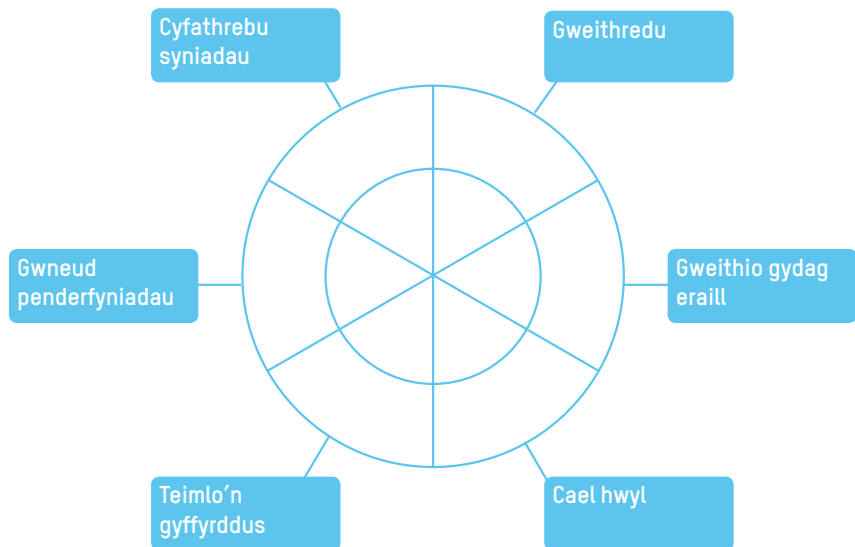 Cyfathrebu
syniadau
Gweithredu
Gwneud
penderfyniadau
Gweithio gydag
eraill
Teimlo'n
gyffyrddus
Cael hwyl